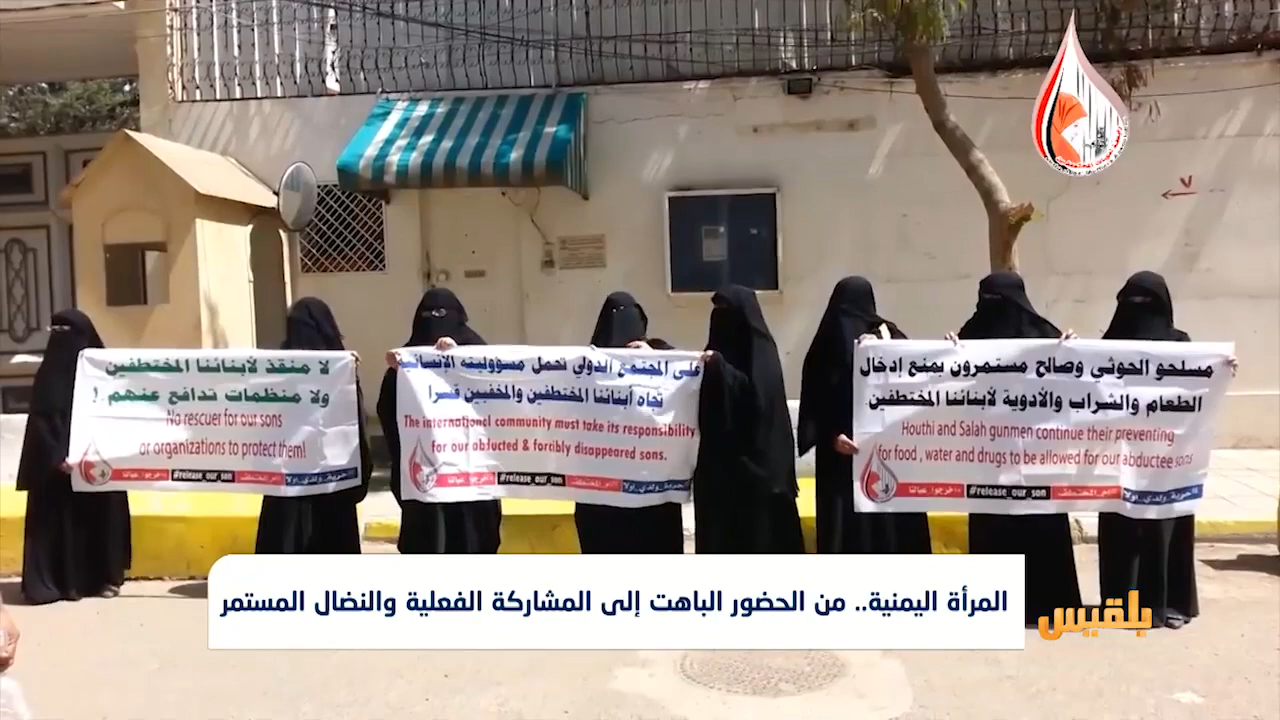 لا منقذ لأبنائنا المختطفين
ولا منظمات تدافع عنهم.!
No rescuer for our sons
or organizations to protect them!
#حرية_ولدي_اولا
#release_our_son
على المجتمع الدولي تحمل مسؤوليته الإنسانية
تجاه أبنائنا المختطفين والمخفيين قسرا
The international community must take its responsibility
for our abducted & forcibly disappeared sons.
#حرية_ولدي_اولا
#release_our_son
مسلحو الحوثي وصالح مستمرون بمنع إدخال
الطعام والشراب والأدوية لأبنائنا المختطفين.
Houthi and Salah gunmen continue their preventing
for food , water and drugs to be allowed for our abductee sons
#حرية_ولدي_اولا
#release_our_son
المرأة اليمنية.. من الحضور الباهت إلى المشاركة الفعلية والنضال المستمر
بلقيس